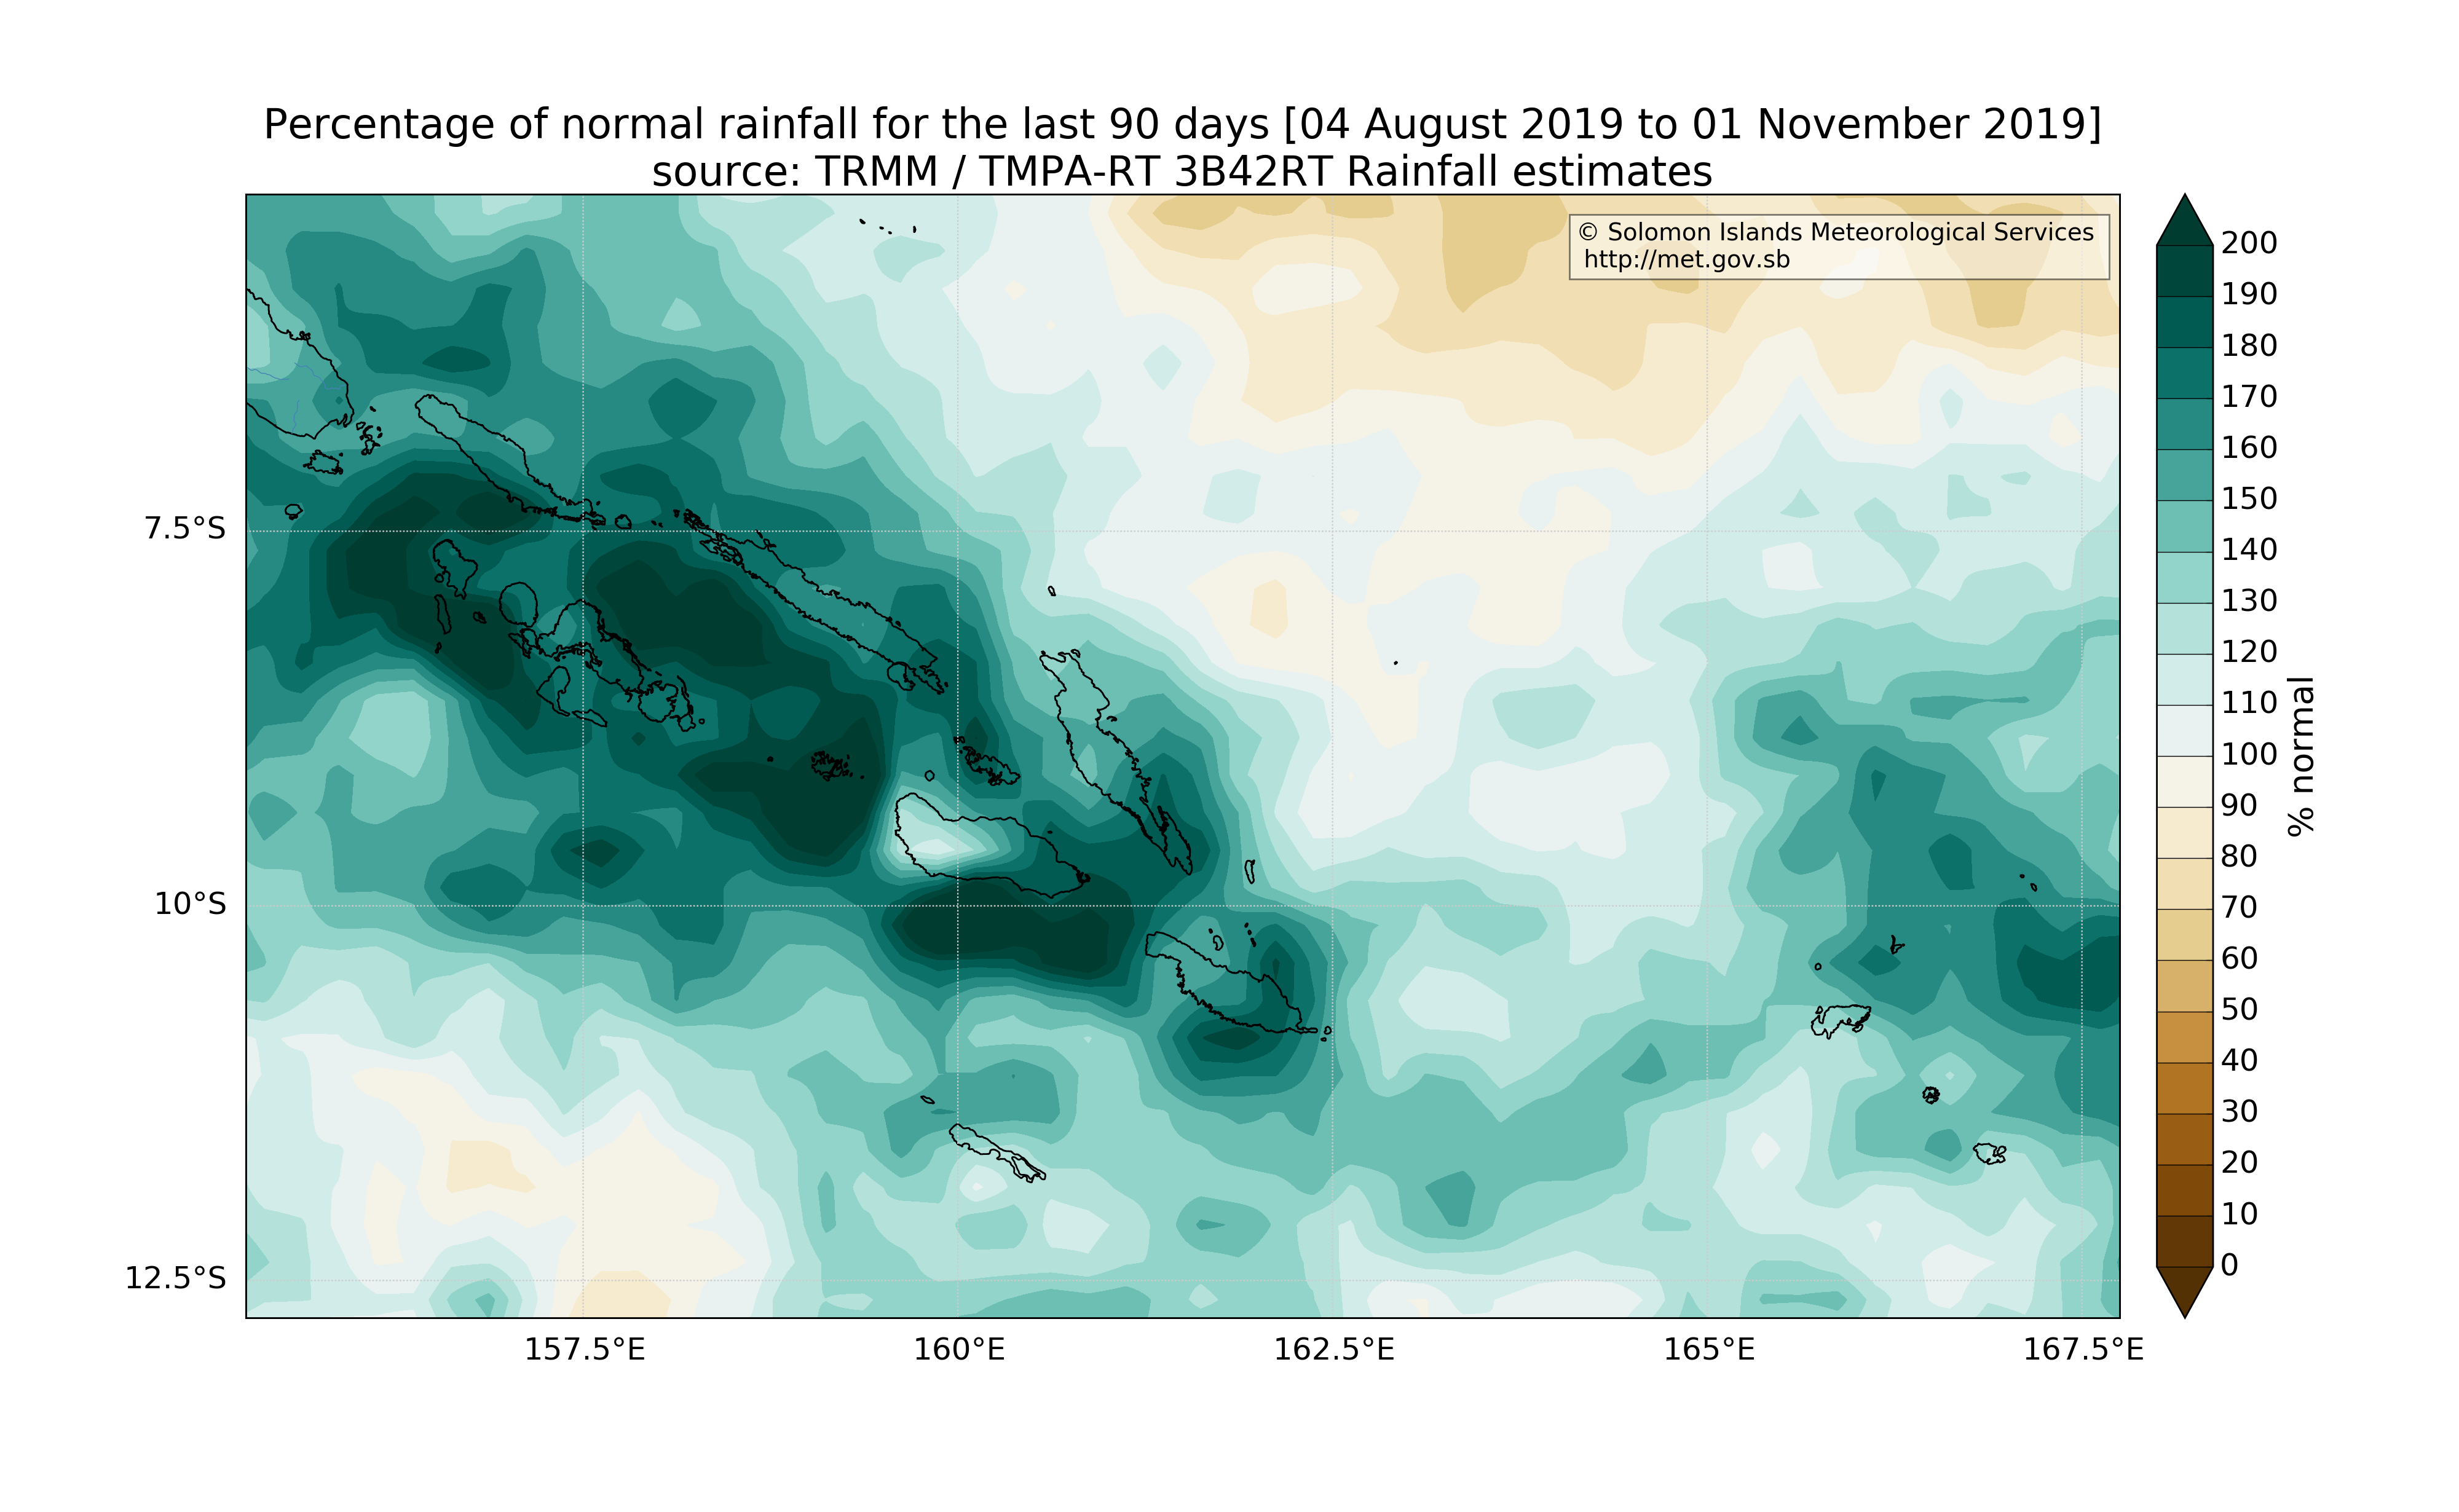 Percentage of normal rainfall for the last 90 days [04 August 2019 to 01 November 2019]
source: TRMM / TMPA-RT 3B42RT Rainfall estimates
© Solomon Islands Meteorological Services
http://met.gov.sb
7.5°S
10°S
12.5°S
157.5°E
160°E
162.5°E
165°E
167.5°E
200
190
180
170
160
150
140
130
120
110
100
90
80
70
60
50
40
30
20
10
0
% normal